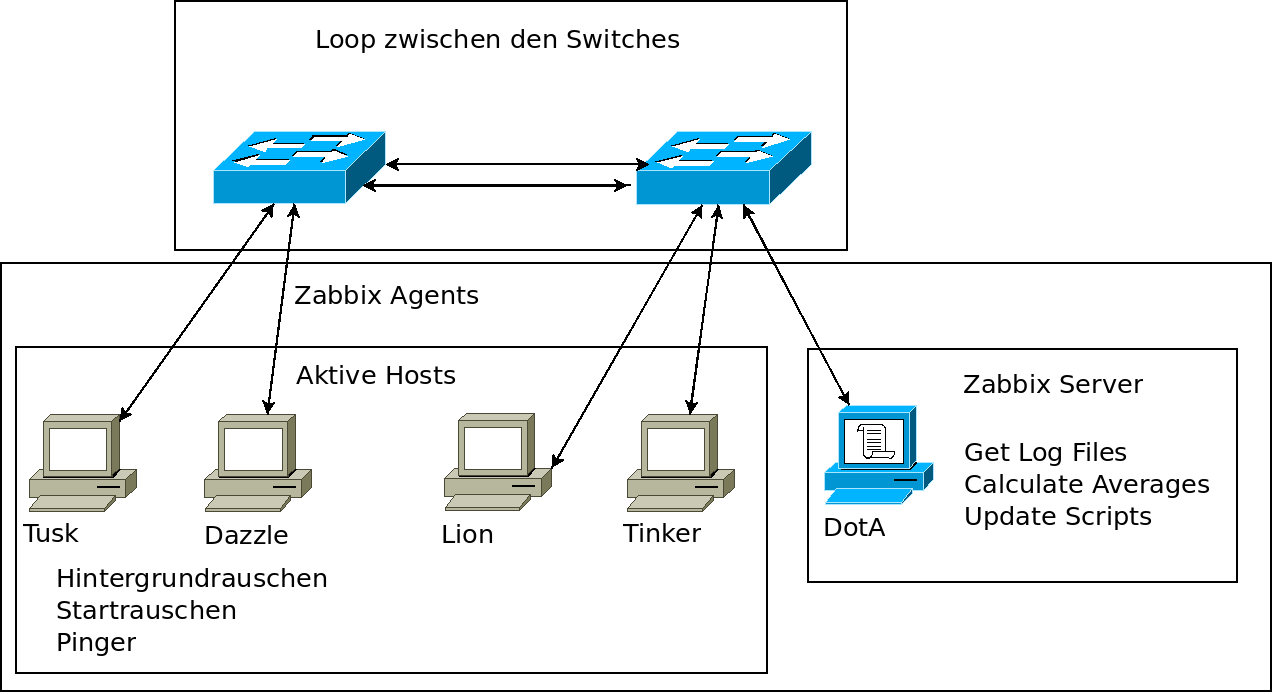 Loop zwischen den Switches
Zabbix Agents
Aktive Hosts
Zabbix Server
Get Log Files
Calculate Averages
Update Scripts
Tusk
Dazzle
Lion
Tinker
DotA
Hintergrundrauschen
Startrauschen
Pinger